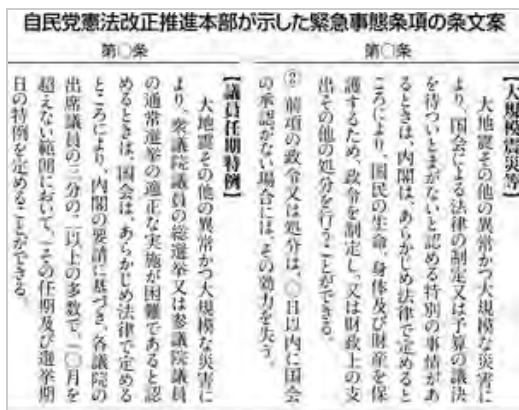 自民党憲法改正推進本部が示した緊急事態条項の条文案
第〇条
【大規模震災等】
大地震その他の異常かつ大規模な災害に
より、国会による法律の制定又は予算の議決
を待ついとまがないと認める特別の事情があ
るときは、内閣は、あらかじめ法律で定めると
ころにより、国民の生命、身体及び財産を保
護するため、政令を制定し、又は財政上の支
出その他の処分を行うことができる。
② 前項の政令又は処分は、〇日以内に国会
の承認がない場合には、その効力を失う。
第〇条
【議員任期特例】
大地震その他の異常かつ大規模な災害に
より、衆議院議員の総選挙又は参議院議員
の通常選挙の適正な実施が困難であると認
めるときは、国会は、あらかじめ法律で定める
ところにより、内閣の要請に基づき、各議院の
出席議員の三分の二以上の多数で、一〇月を
超えない範囲において、その任期及び選挙期
日の特例を定めることができる。